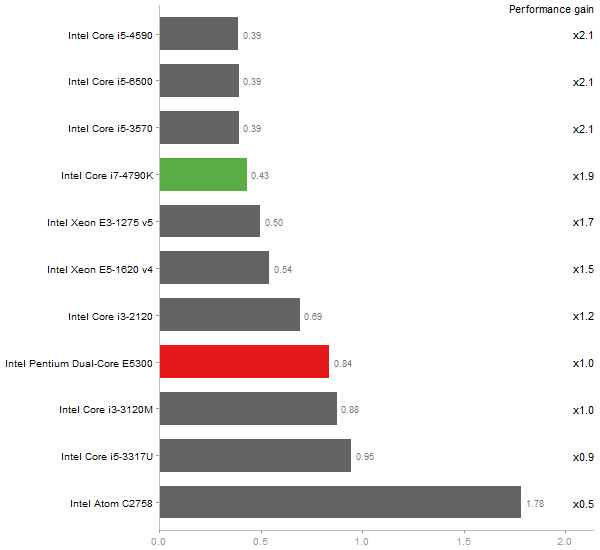 Performance gain
Intel Core i5-4590 0.39 x2.1
Intel Core i5-6500 0.39 x2.1
Intel Core i5-3570 0.39 x2.1
Intel Core i7-4790K 0.43 x1.9
Intel Xeon E3-1275 v5 0.50 x1.7
Intel Xeon E5-1620 v4 0.54 x1.5
Intel Core i3-2120 0.69 x1.2
Intel Pentium Dual-Core E5300 0.84 x1.0
Intel Core i3-3120M 0.88 x1.0
Intel Core i5-3317U 0.95 x0.9
Intel Atom C2758 1.78 x0.5
0.0 0.5 1.0 1.5 2.0